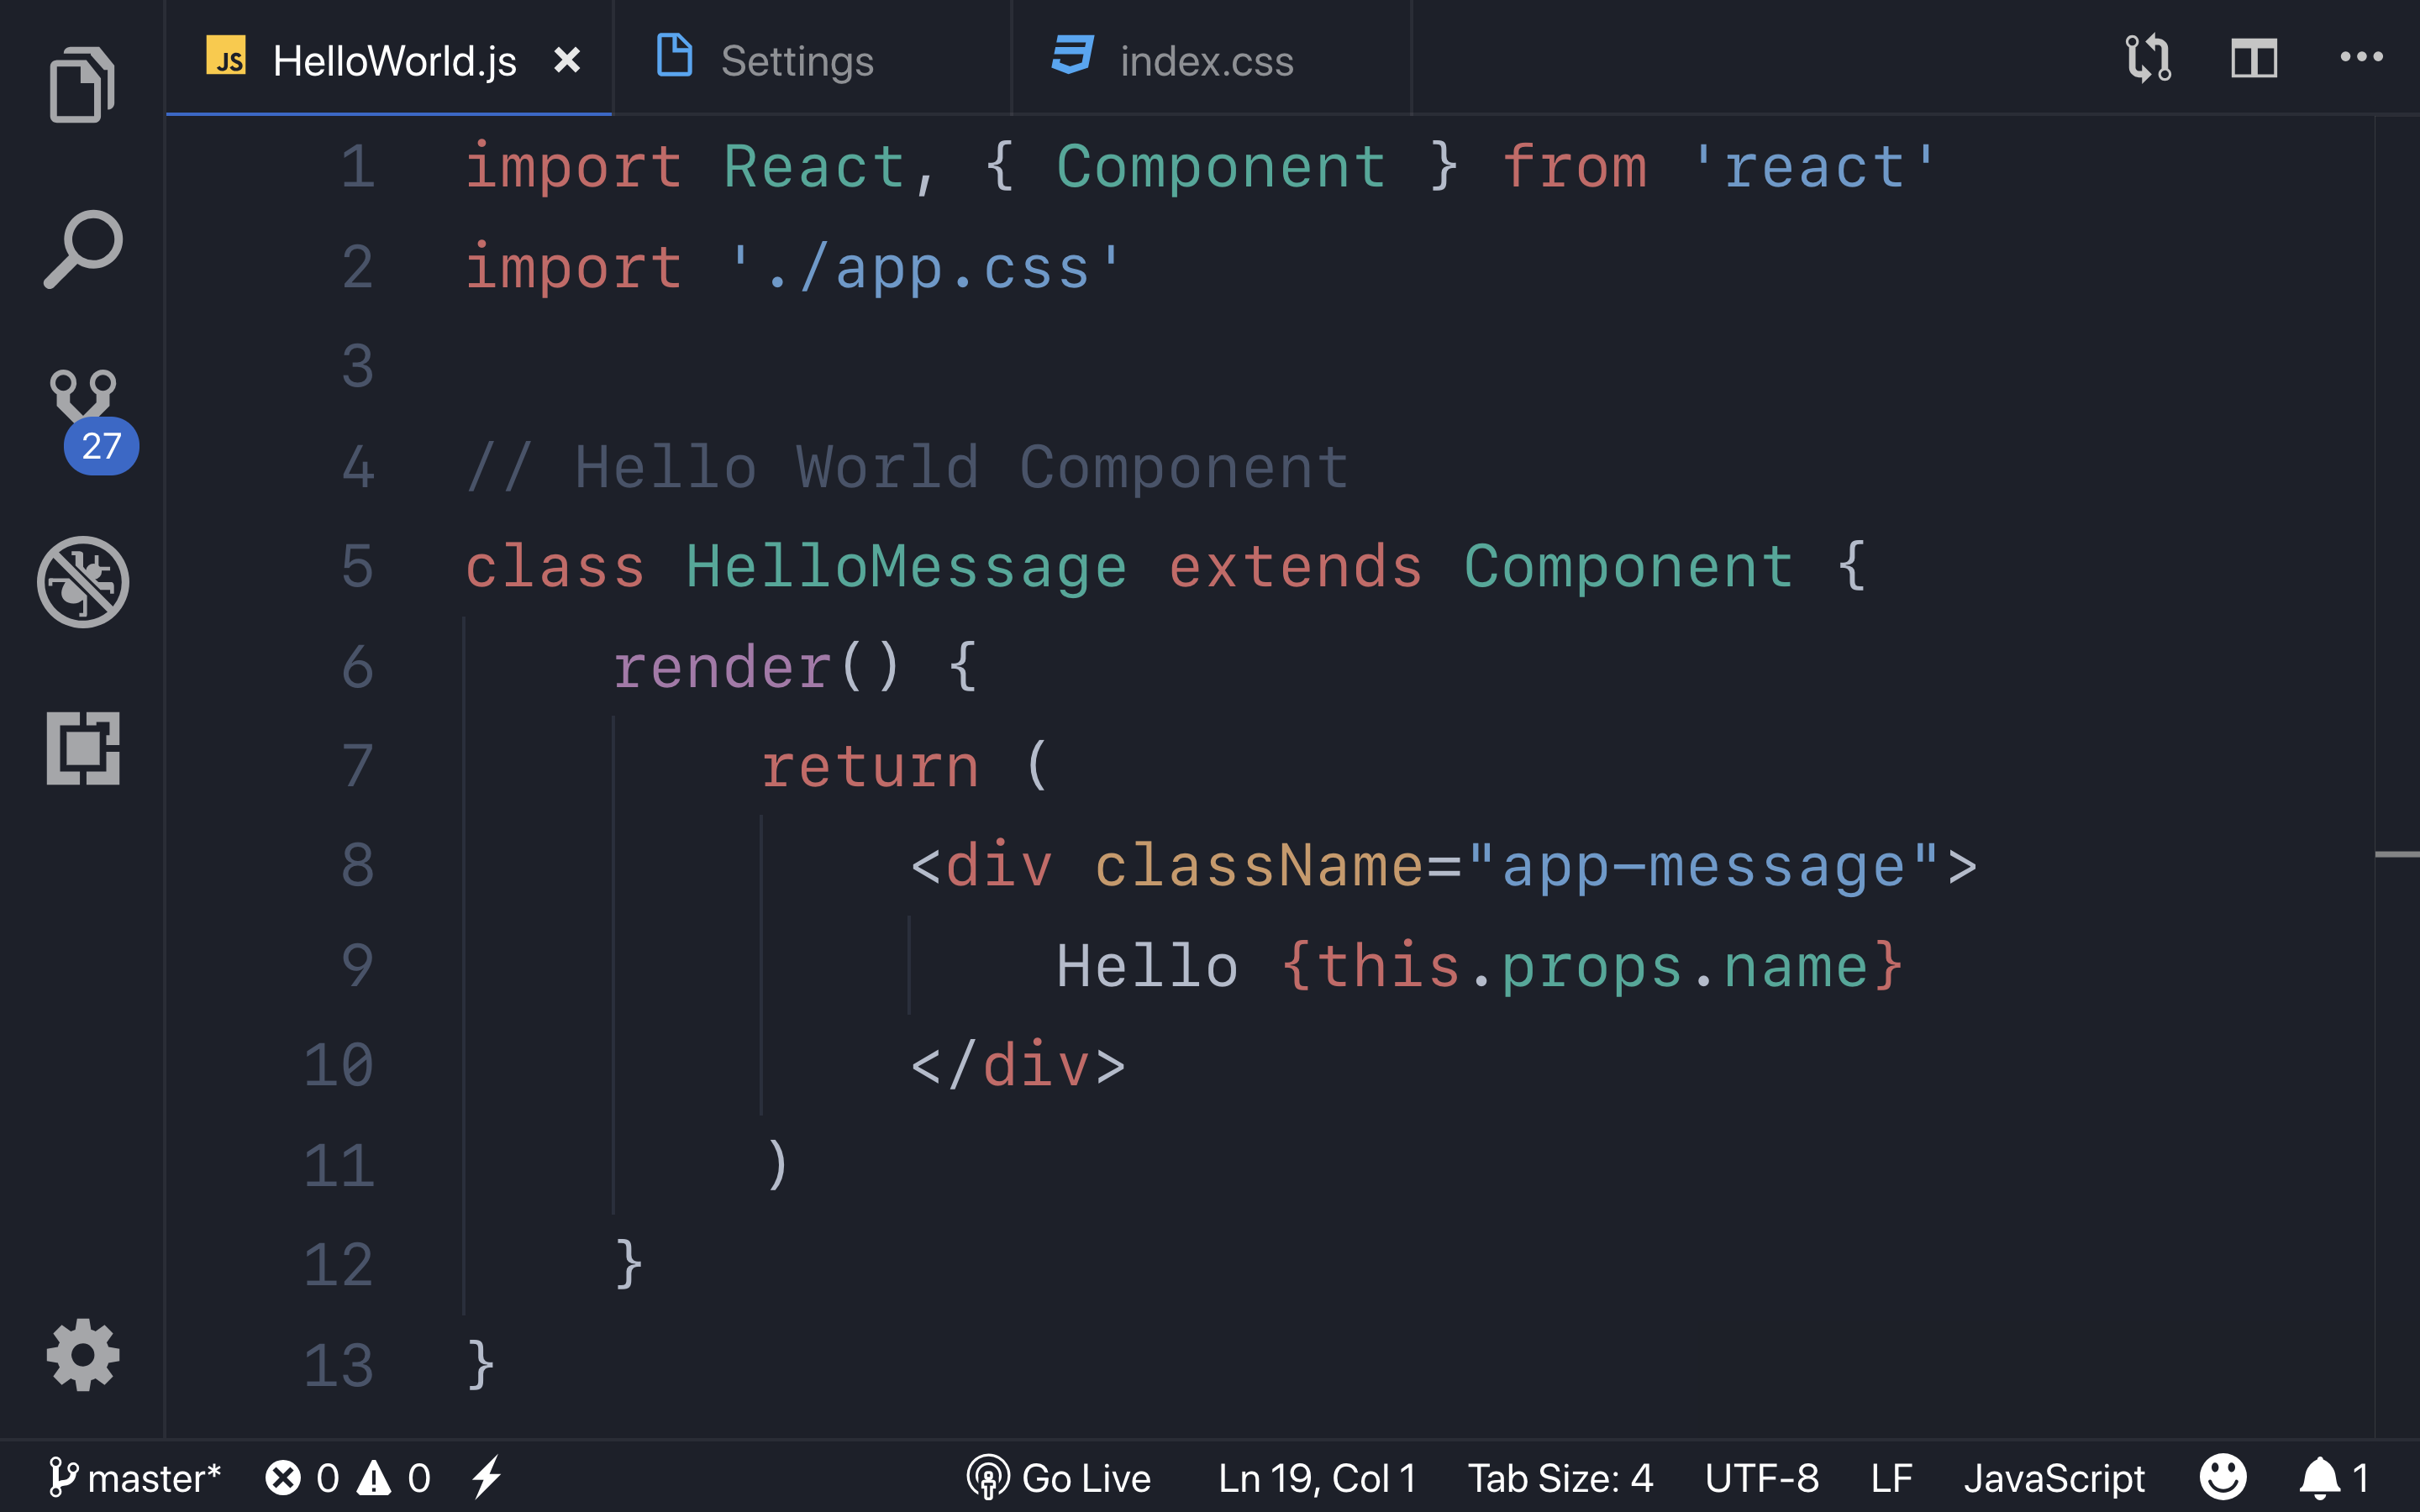 JS HelloWorld.js × Settings index.css
1 import React, { Component } from 'react'
2 import './app.css'
3
27
4 // Hello World Component
5 class HelloMessage extends Component {
6     render() {
7         return (
8             <div className="app-message">
9                 Hello {this.props.name}
10             </div>
11         )
12     }
13 }
master* 0 0 Go Live Ln 19, Col 1 Tab Size: 4 UTF-8 LF JavaScript 1